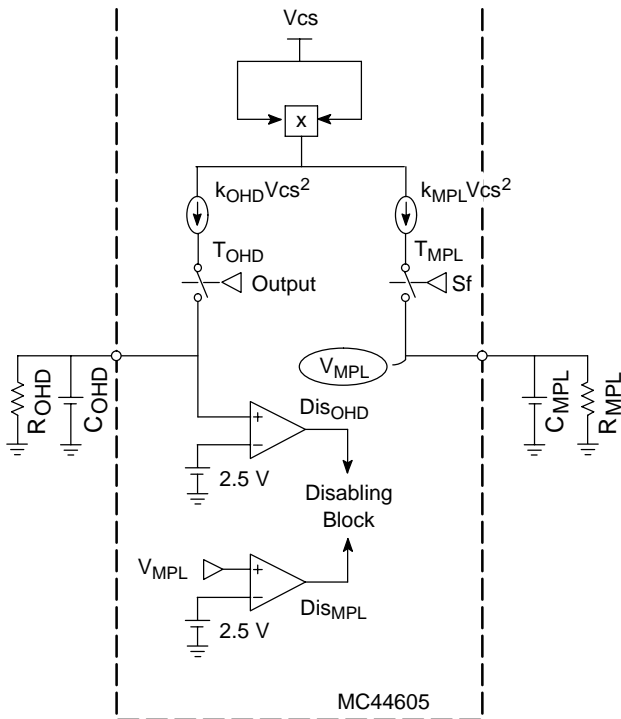 Vcs
x
kOHDVcs² kMPLVcs²
TOHD TMPL
Output Sf
VMPL
ROHD COHD CMPL RMPL
DisOHD
+
−
2.5 V
Disabling
Block
VMPL
+
−
DisMPL
2.5 V
MC44605